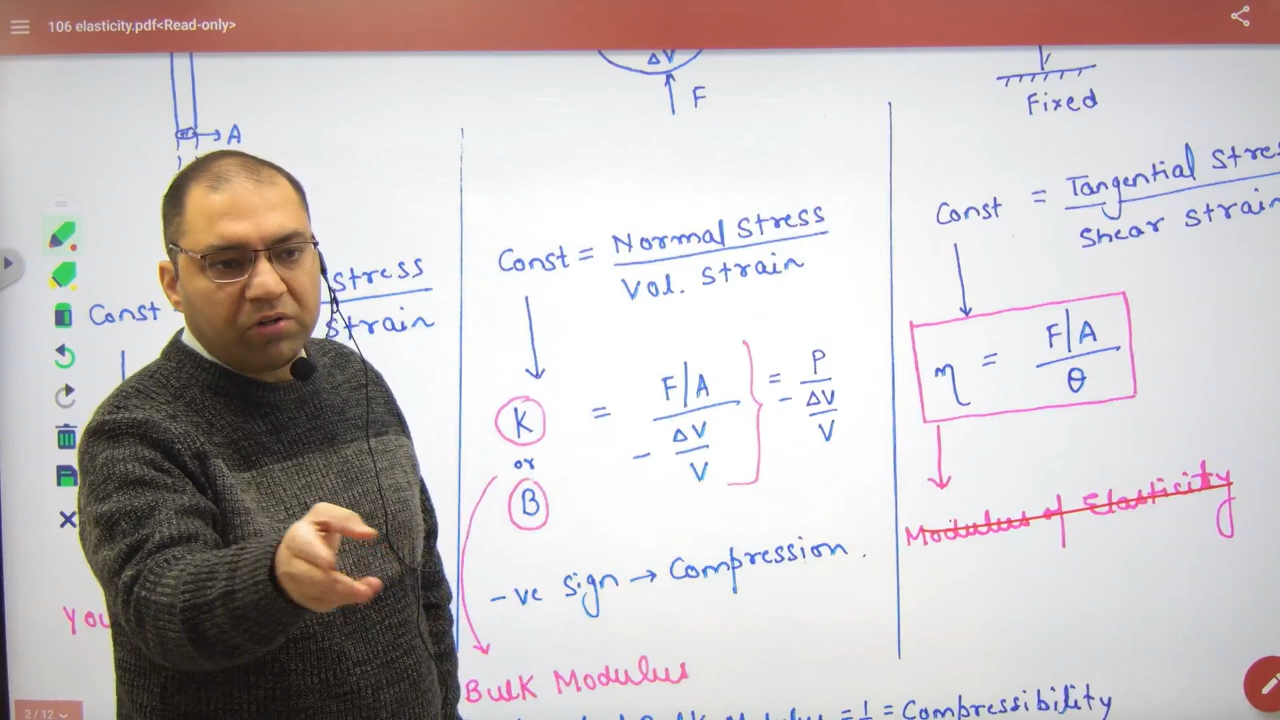 106 elasticity.pdf<Read-only>
ΔV
F
A
Fixed
Const
stress
strain
Const = Normal Stress
Vol. Strain
K
or
B
= F/A
- ΔV
V
= P
- ΔV
V
-ve sign → Compression.
Bulk Modulus
= 1 = Compressibility
Const = Tangential Stres
Shear Strain
η = F/A
θ
Modulus of Elasticity
You
2/12